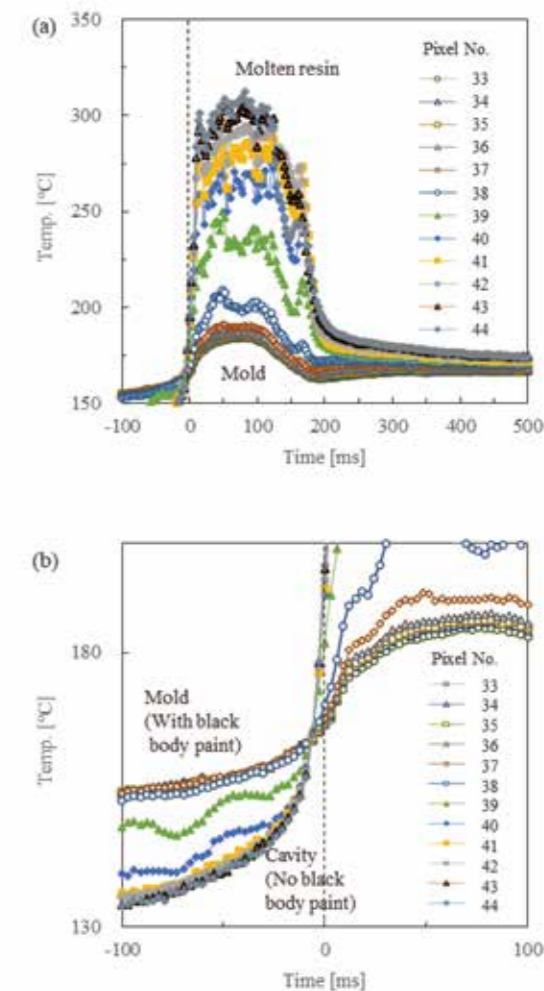 (a)
350
300
250
200
150
Temp. [°C]
Molten resin
Mold
Pixel No.
33
34
35
36
37
38
39
40
41
42
43
44
-100
0
100
200
300
400
500
Time [ms]
(b)
180
130
Temp. [°C]
Mold
(With black
body paint)
Cavity
(No black
body paint)
Pixel No.
33
34
35
36
37
38
39
40
41
42
43
44
-100
0
100
Time [ms]